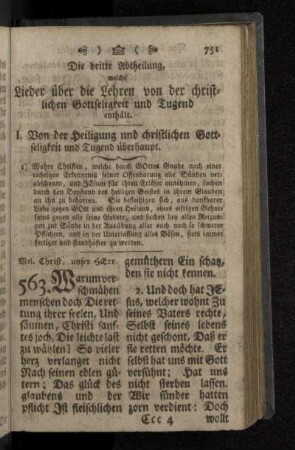 751
Die dritte Abtheilung,
welche
Lieder über die Lehren von der christ-
lichen Gottseligkeit und Tugend
enthält.
I. Von der Heiligung und christlichen Gott-
seligkeit und Tugend überhaupt.
1) Wahre Christen, welche durch GOttes Gnade nach einer
richtigen Erkenntniß seiner Offenbarung alle Sünden ver-
abscheuen, und JEsum für ihren Erlöser annehmen, suchen
durch den Beystand des heiligen Geistes in ihrem Glauben
an ihn zu beharren. Sie befleißigen sich, aus dankbarer
Liebe gegen GOtt und ihren Heiland, eines willigen Gehor-
sams gegen alle seine Gebote, und suchen bey allen Reizun-
gen zur Sünde in der Ausübung aller auch noch so schweren
Pflichten, und in der Unterlassung alles Bösen, stets immer
fertiger und standhafter zu werden.
Mel. Christ, unser HErr.
563. Warum ver-
schmähen
menschen doch Die ret-
tung ihrer seelen, Und
säumen, Christi sanf-
tes joch, Die leichte last
zu wählen? So vieler
herz verlanget nicht
Nach seinen edlen gü-
tern; Das glück des
glaubens und der
pflicht Ist fleischlichen
gemüthern Ein schatz,
den sie nicht kennen.
2. Und doch hat JE-
sus, welcher wohnt Zu
seines Vaters rechte,
Selbst seines lebens
nicht geschont, Daß er
sie retten möchte. Er
selbst hat uns mit Gott
versühnt; Hat uns
nicht sterben lassen.
Wir sünder hatten
zorn verdient: Doch
Ccc 4
wollt